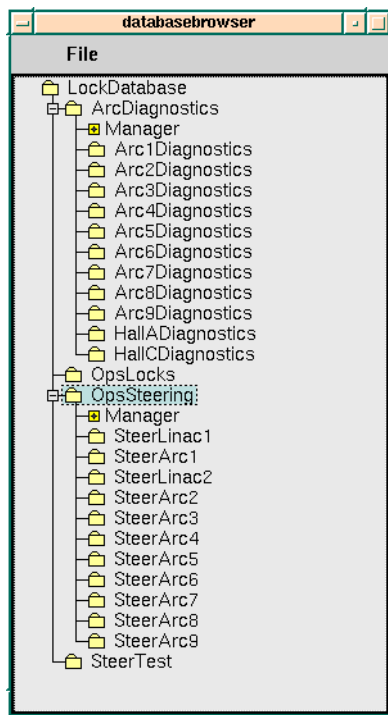 databasebrowser
File
LockDatabase
ArcDiagnostics
Manager
Arc1Diagnostics
Arc2Diagnostics
Arc3Diagnostics
Arc4Diagnostics
Arc5Diagnostics
Arc6Diagnostics
Arc7Diagnostics
Arc8Diagnostics
Arc9Diagnostics
HallADiagnostics
HallCDiagnostics
OpsLocks
OpsSteering
Manager
SteerLinac1
SteerArc1
SteerLinac2
SteerArc2
SteerArc3
SteerArc4
SteerArc5
SteerArc6
SteerArc7
SteerArc8
SteerArc9
SteerTest